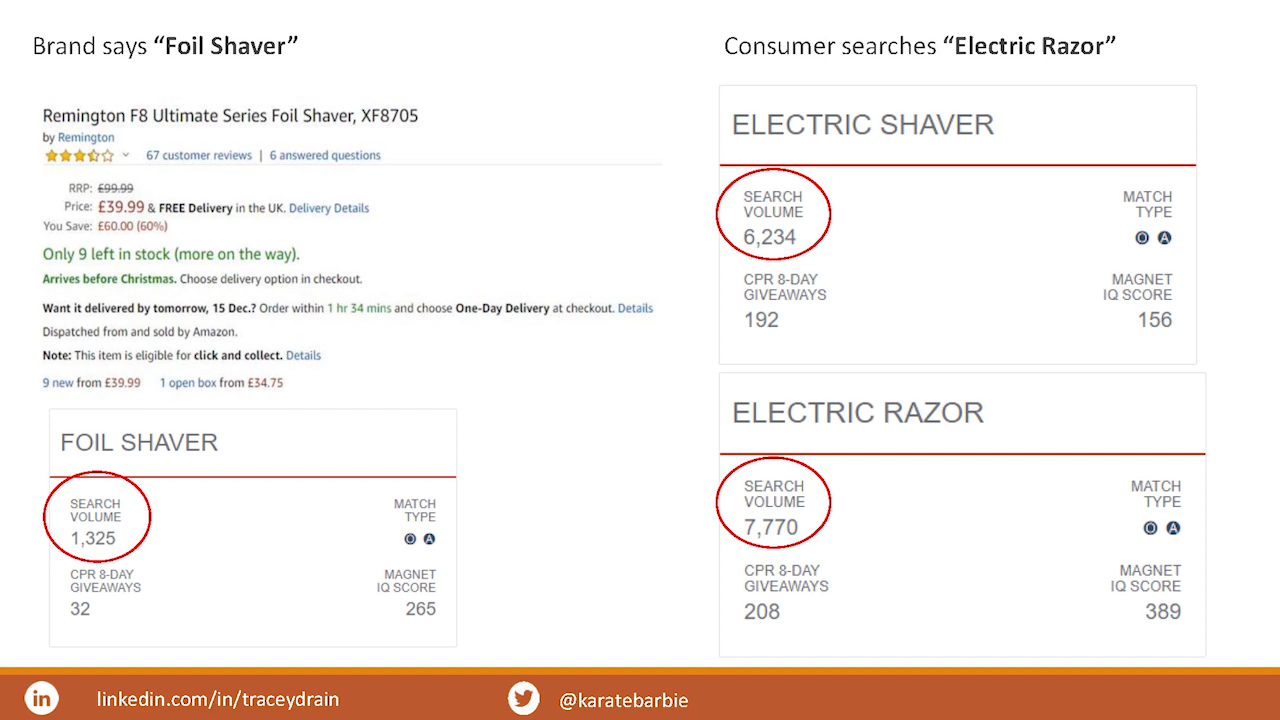 Brand says “Foil Shaver”
Remington F8 Ultimate Series Foil Shaver, XF8705
by Remington
67 customer reviews | 6 answered questions
RRP: £99.99
Price: £39.99 & FREE Delivery in the UK. Delivery Details
You Save: £60.00 (60%)
Only 9 left in stock (more on the way).
Arrives before Christmas. Choose delivery option in checkout.
Want it delivered by tomorrow, 15 Dec.? Order within 1 hr 34 mins and choose One-Day Delivery at checkout. Details
Dispatched from and sold by Amazon.
Note: This item is eligible for click and collect. Details
9 new from £39.99 1 open box from £34.75
FOIL SHAVER
SEARCH
VOLUME
1,325
MATCH
TYPE
O A
CPR 8-DAY
GIVEAWAYS
32
MAGNET
IQ SCORE
265
Consumer searches “Electric Razor”
ELECTRIC SHAVER
SEARCH
VOLUME
6,234
MATCH
TYPE
O A
CPR 8-DAY
GIVEAWAYS
192
MAGNET
IQ SCORE
156
ELECTRIC RAZOR
SEARCH
VOLUME
7,770
MATCH
TYPE
O A
CPR 8-DAY
GIVEAWAYS
208
MAGNET
IQ SCORE
389
in linkedin.com/in/traceydrain
@karatebarbie